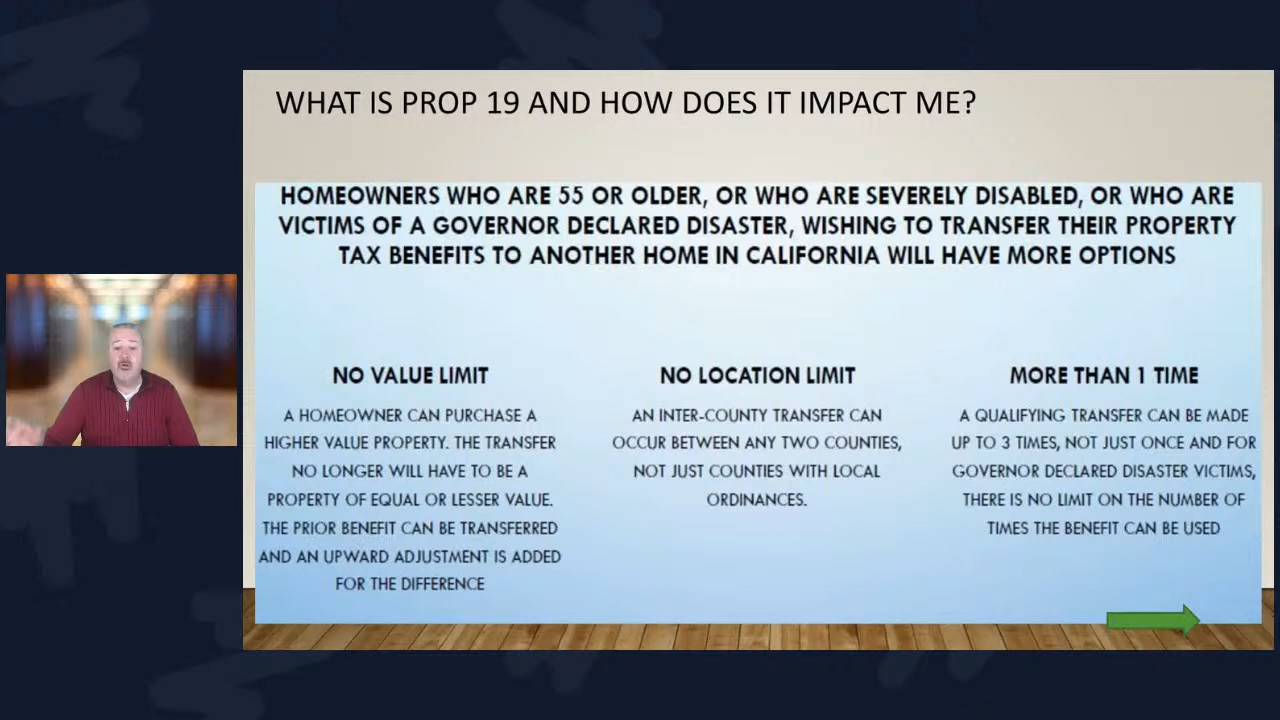 WHAT IS PROP 19 AND HOW DOES IT IMPACT ME?
HOMEOWNERS WHO ARE 55 OR OLDER, OR WHO ARE SEVERELY DISABLED, OR WHO ARE
VICTIMS OF A GOVERNOR DECLARED DISASTER, WISHING TO TRANSFER THEIR PROPERTY
TAX BENEFITS TO ANOTHER HOME IN CALIFORNIA WILL HAVE MORE OPTIONS
NO VALUE LIMIT
A HOMEOWNER CAN PURCHASE A
HIGHER VALUE PROPERTY. THE TRANSFER
NO LONGER WILL HAVE TO BE A
PROPERTY OF EQUAL OR LESSER VALUE.
THE PRIOR BENEFIT CAN BE TRANSFERRED
AND AN UPWARD ADJUSTMENT IS ADDED
FOR THE DIFFERENCE
NO LOCATION LIMIT
AN INTER-COUNTY TRANSFER CAN
OCCUR BETWEEN ANY TWO COUNTIES,
NOT JUST COUNTIES WITH LOCAL
ORDINANCES.
MORE THAN 1 TIME
A QUALIFYING TRANSFER CAN BE MADE
UP TO 3 TIMES, NOT JUST ONCE AND FOR
GOVERNOR DECLARED DISASTER VICTIMS,
THERE IS NO LIMIT ON THE NUMBER OF
TIMES THE BENEFIT CAN BE USED